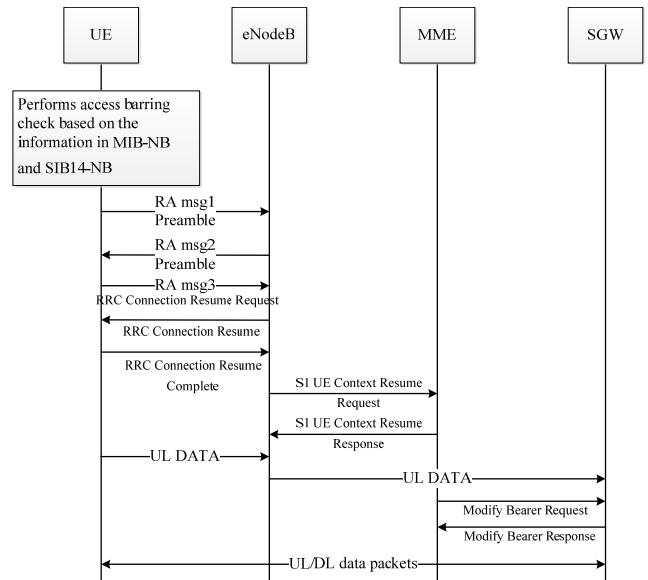 UE
eNodeB
MME
SGW
Performs access barring
check based on the
information in MIB-NB
and SIB14-NB
RA msg1
Preamble
RA msg2
Preamble
RA msg3
RRC Connection Resume Request
RRC Connection Resume
RRC Connection Resume
Complete
S1 UE Context Resume
Request
S1 UE Context Resume
Response
UL DATA
UL DATA
Modify Bearer Request
Modify Bearer Response
UL/DL data packets